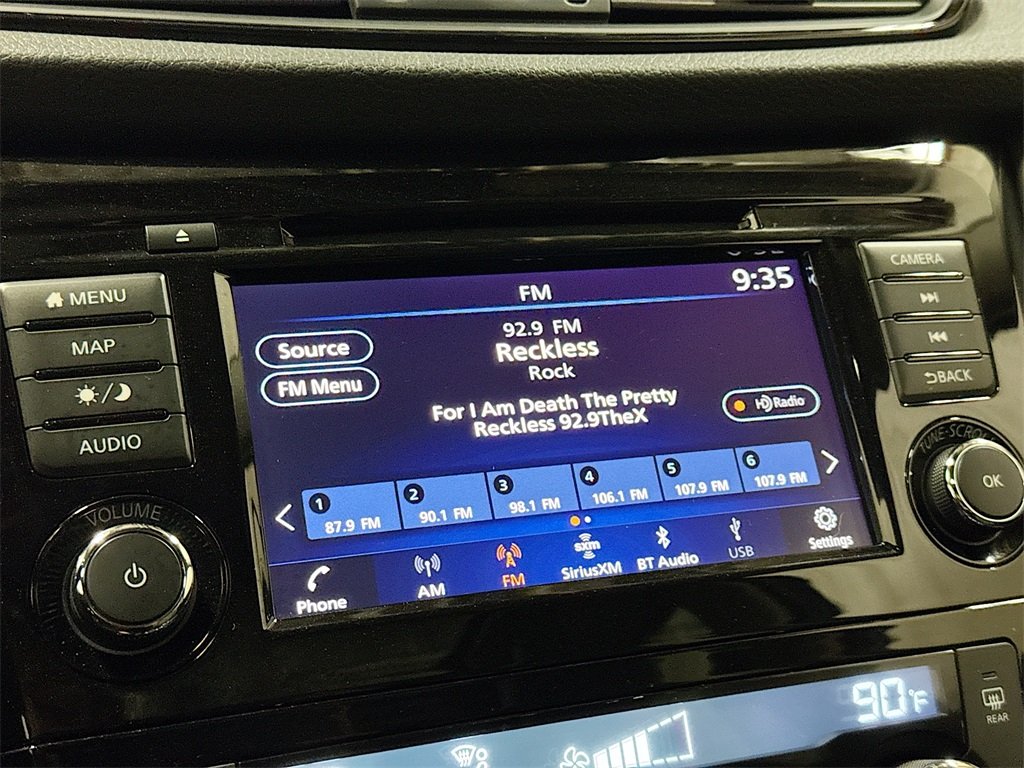 CAMERA
9:35
FM
MENU
92.9 FM
Source
Reckless
MAP
FM Menu
Rock
BACK
For I Am Death The Pretty
HD Radio
Reckless 92.9TheX
AUDIO
TUNE-SCROLL
OK
1 2 3 4 5 6
87.9 FM 90.1 FM 98.1 FM 106.1 FM 107.9 FM 107.9 FM
VOLUME
Phone AM FM sxm SiriusXM BT Audio USB Settings
90°F
REAR